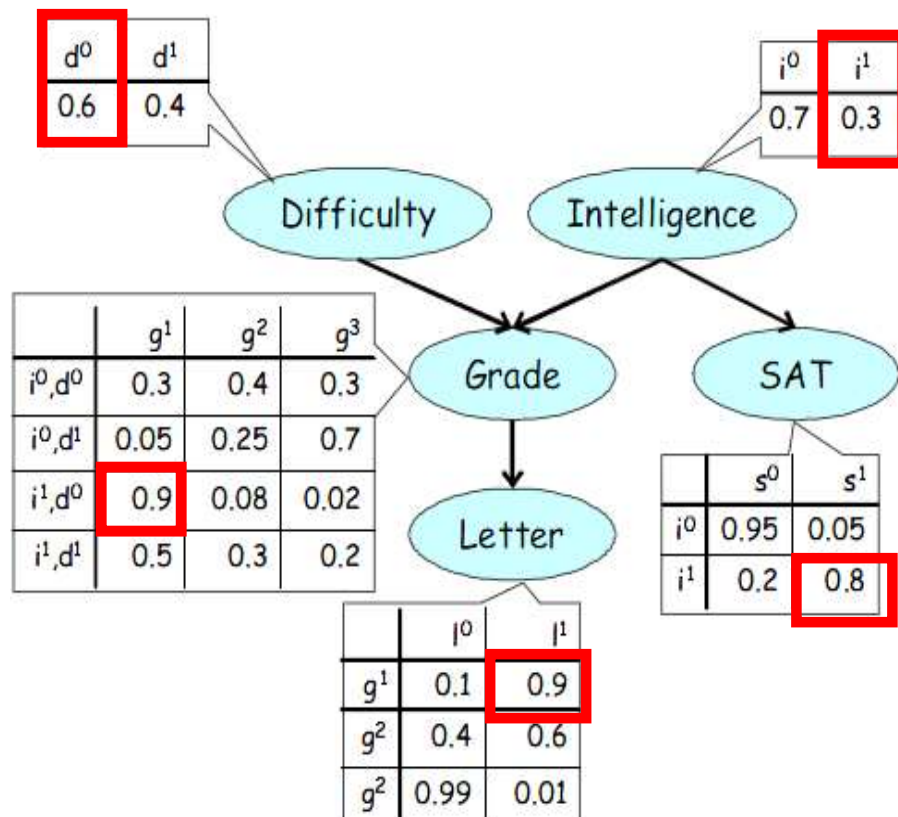 d⁰ d¹
0.6 0.4
i⁰ i¹
0.7 0.3
Difficulty
Intelligence
g¹ g² g³
i⁰,d⁰ 0.3 0.4 0.3
i⁰,d¹ 0.05 0.25 0.7
i¹,d⁰ 0.9 0.08 0.02
i¹,d¹ 0.5 0.3 0.2
Grade
SAT
s⁰ s¹
i⁰ 0.95 0.05
i¹ 0.2 0.8
Letter
l⁰ l¹
g¹ 0.1 0.9
g² 0.4 0.6
g² 0.99 0.01